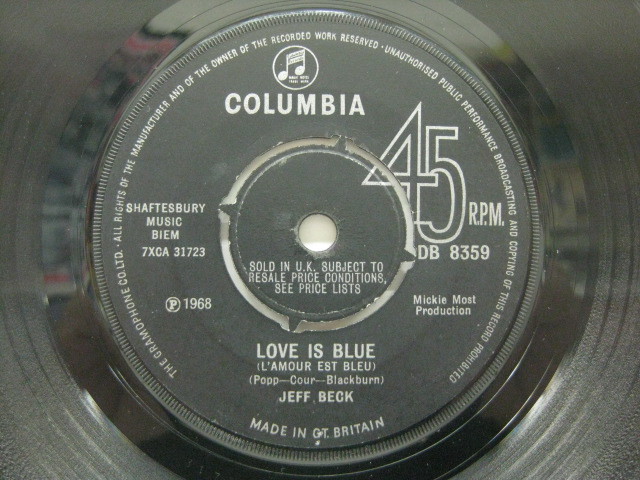 THE GRAMOPHONE CO. LTD. · ALL RIGHTS OF THE MANUFACTURER AND OF THE OWNER OF THE RECORDED WORK RESERVED · UNAUTHORISED PUBLIC PERFORMANCE BROADCASTING AND COPYING OF THIS RECORD PROHIBITED
COLUMBIA
45
R.P.M.
SHAFTESBURY
MUSIC
BIEM
7XCA 31723
DB 8359
SOLD IN U.K. SUBJECT TO
RESALE PRICE CONDITIONS,
SEE PRICE LISTS
Ⓟ 1968
Mickie Most
Production
LOVE IS BLUE
(L'AMOUR EST BLEU)
(Popp—Cour—Blackburn)
JEFF BECK
MADE IN GT. BRITAIN